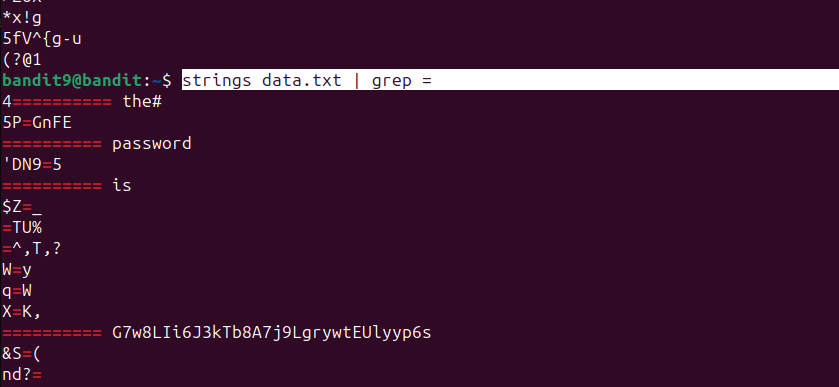 *x!g
5fV^{g-u
(?@1
bandit9@bandit:~$ strings data.txt | grep =
4========== the#
5P=GnFE
========== password
'DN9=5
========== is
$Z=_
=TU%
=^,T,?
W=y
q=W
X=K,
========== G7w8LIi6J3kTb8A7j9LgrywtEUlyyp6s
&S=(
nd?=